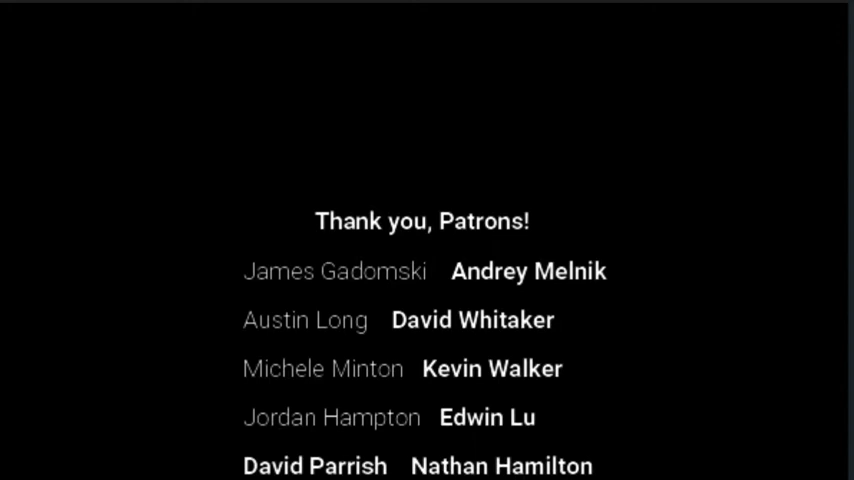 Thank you, Patrons!
James Gadomski Andrey Melnik
Austin Long David Whitaker
Michele Minton Kevin Walker
Jordan Hampton Edwin Lu
David Parrish Nathan Hamilton